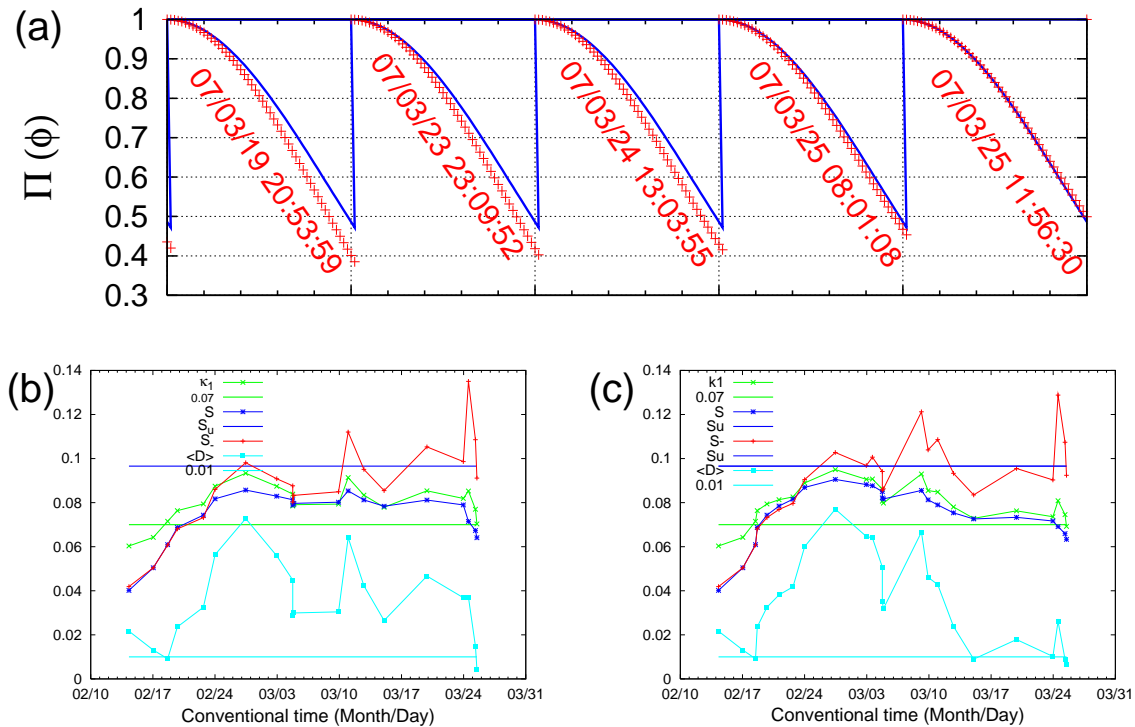 (a)
Π (φ)
1
0.9
0.8
0.7
0.6
0.5
0.4
0.3
07/03/19 20:53:59
07/03/23 23:09:52
07/03/24 13:03:55
07/03/25 08:01:08
07/03/25 11:56:30
(b)
0.14
0.12
0.1
0.08
0.06
0.04
0.02
0
κ1
0.07
S
Su
S-
<D>
0.01
02/10 02/17 02/24 03/03 03/10 03/17 03/24 03/31
Conventional time (Month/Day)
(c)
0.14
0.12
0.1
0.08
0.06
0.04
0.02
0
k1
0.07
S
Su
S-
Su
<D>
0.01
02/10 02/17 02/24 03/03 03/10 03/17 03/24 03/31
Conventional time (Month/Day)